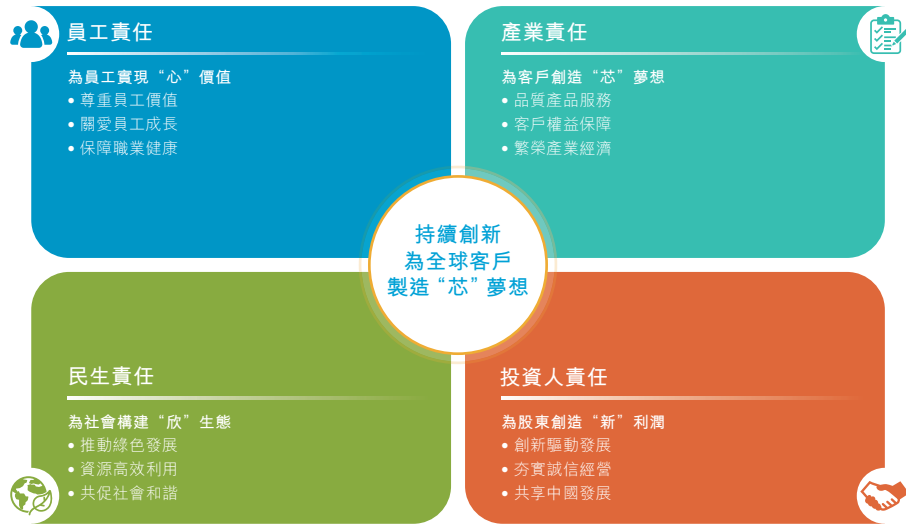 員工責任
為員工實現“心”價值
• 尊重員工價值
• 關愛員工成長
• 保障職業健康
產業責任
為客戶創造“芯”夢想
• 品質產品服務
• 客戶權益保障
• 繁榮產業經濟
持續創新
為全球客戶
製造“芯”夢想
民生責任
為社會構建“欣”生態
• 推動綠色發展
• 資源高效利用
• 共促社會和諧
投資人責任
為股東創造“新”利潤
• 創新驅動發展
• 夯實誠信經營
• 共享中國發展